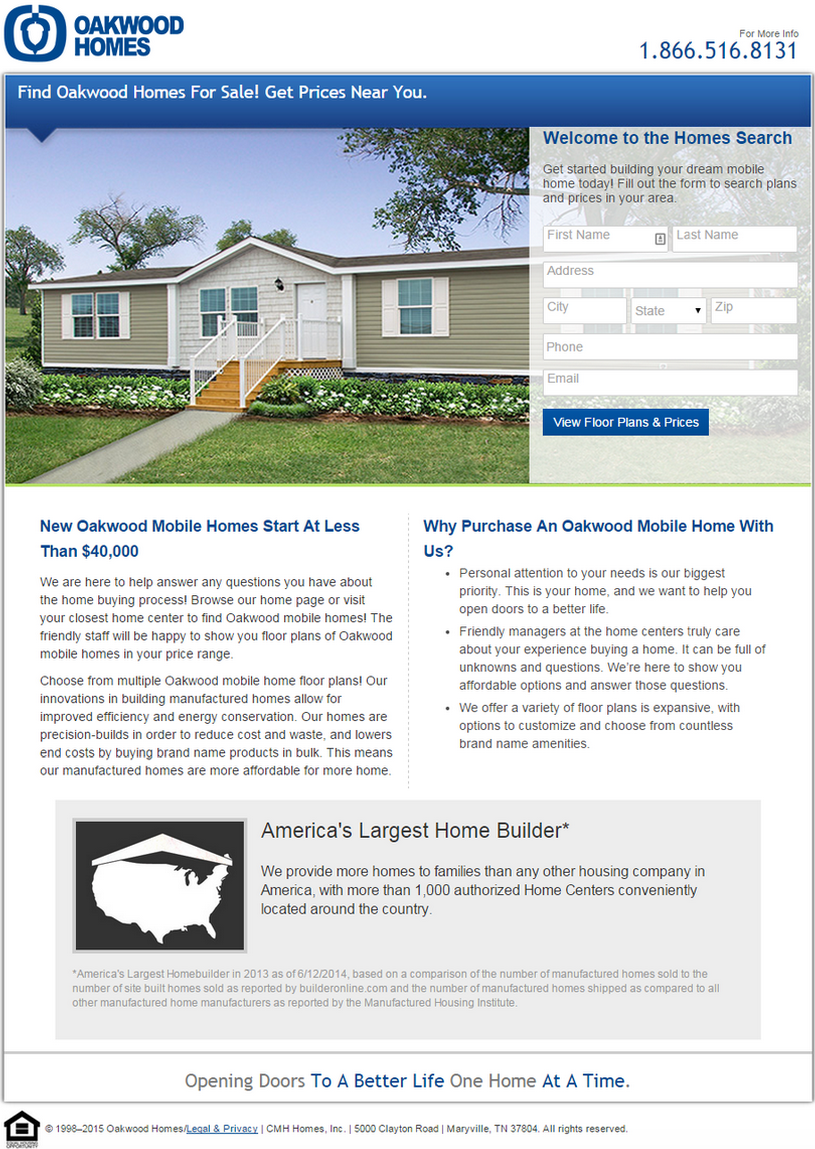 OAKWOOD
HOMES
For More Info
1.866.516.8131
Find Oakwood Homes For Sale! Get Prices Near You.
Welcome to the Homes Search
Get started building your dream mobile
home today! Fill out the form to search plans
and prices in your area.
First Name
Last Name
Address
City
State
Zip
Phone
Email
View Floor Plans & Prices
New Oakwood Mobile Homes Start At Less
Than $40,000
We are here to help answer any questions you have about
the home buying process! Browse our home page or visit
your closest home center to find Oakwood mobile homes! The
friendly staff will be happy to show you floor plans of Oakwood
mobile homes in your price range.
Choose from multiple Oakwood mobile home floor plans! Our
innovations in building manufactured homes allow for
improved efficiency and energy conservation. Our homes are
precision-builds in order to reduce cost and waste, and lowers
end costs by buying brand name products in bulk. This means
our manufactured homes are more affordable for more home.
Why Purchase An Oakwood Mobile Home With
Us?
• Personal attention to your needs is our biggest
priority. This is your home, and we want to help you
open doors to a better life.
• Friendly managers at the home centers truly care
about your experience buying a home. It can be full of
unknowns and questions. We're here to show you
affordable options and answer those questions.
• We offer a variety of floor plans is expansive, with
options to customize and choose from countless
brand name amenities.
America's Largest Home Builder*
We provide more homes to families than any other housing company in
America, with more than 1,000 authorized Home Centers conveniently
located around the country.
*America's Largest Homebuilder in 2013 as of 6/12/2014, based on a comparison of the number of manufactured homes sold to the
number of site built homes sold as reported by builderonline.com and the number of manufactured homes shipped as compared to all
other manufactured home manufacturers as reported by the Manufactured Housing Institute.
Opening Doors To A Better Life One Home At A Time.
EQUAL HOUSING
OPPORTUNITY
© 1998–2015 Oakwood Homes/Legal & Privacy | CMH Homes, Inc. | 5000 Clayton Road | Maryville, TN 37804. All rights reserved.